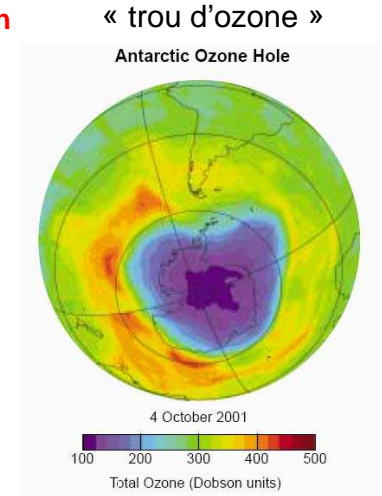 « trou d'ozone »
Antarctic Ozone Hole
4 October 2001
100 200 300 400 500
Total Ozone (Dobson units)